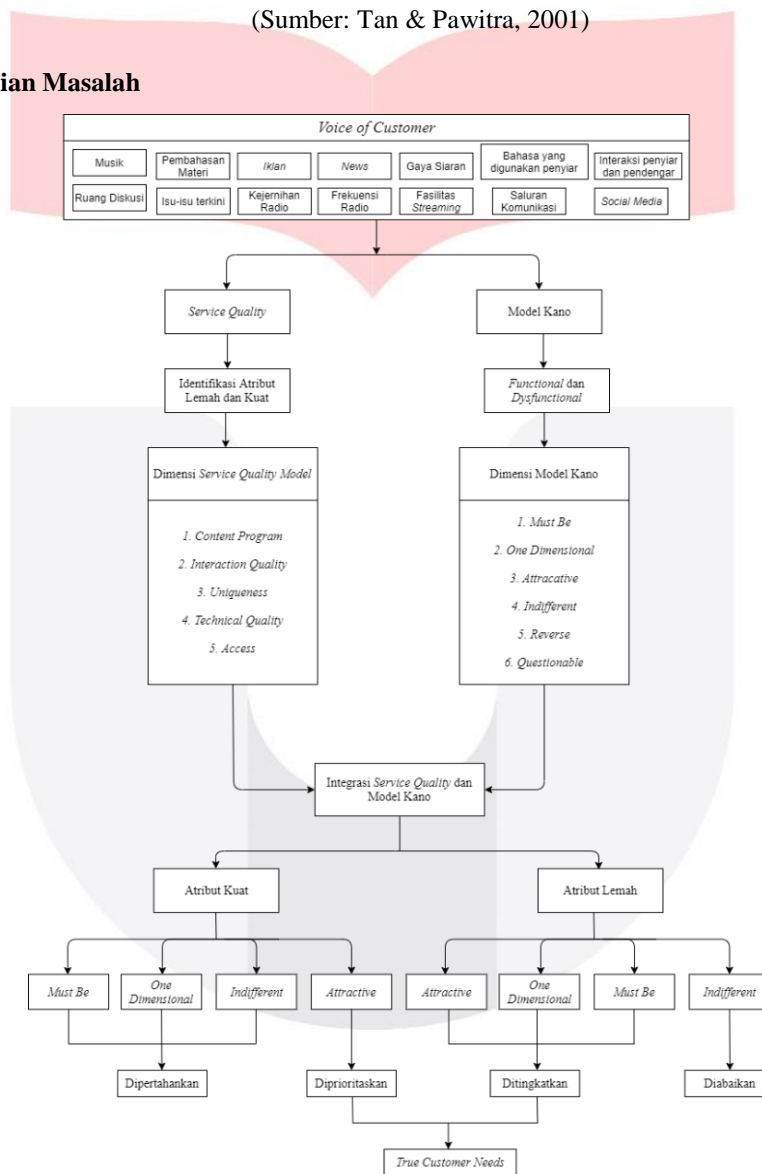 (Sumber: Tan & Pawitra, 2001)
ian Masalah
Voice of Customer
Musik
Pembahasan
Materi
Iklan
News
Gaya Siaran
Bahasa yang
digunakan penyiar
Interaksi penyiar
dan pendengar
Ruang Diskusi
Isu-isu terkini
Kejernihan
Radio
Frekuensi
Radio
Fasilitas
Streaming
Saluran
Komunikasi
Social Media
Service Quality
Model Kano
Identifikasi Atribut
Lemah dan Kuat
Functional dan
Dysfunctional
Dimensi Service Quality Model
1. Content Program
2. Interaction Quality
3. Uniqueness
4. Technical Quality
5. Access
Dimensi Model Kano
1. Must Be
2. One Dimensional
3. Attracative
4. Indifferent
5. Reverse
6. Questionable
Integrasi Service Quality dan
Model Kano
Atribut Kuat
Atribut Lemah
Must Be
One
Dimensional
Indifferent
Attractive
Attractive
One
Dimensional
Must Be
Indifferent
Dipertahankan
Diprioritaskan
Ditingkatkan
Diabaikan
True Customer Needs